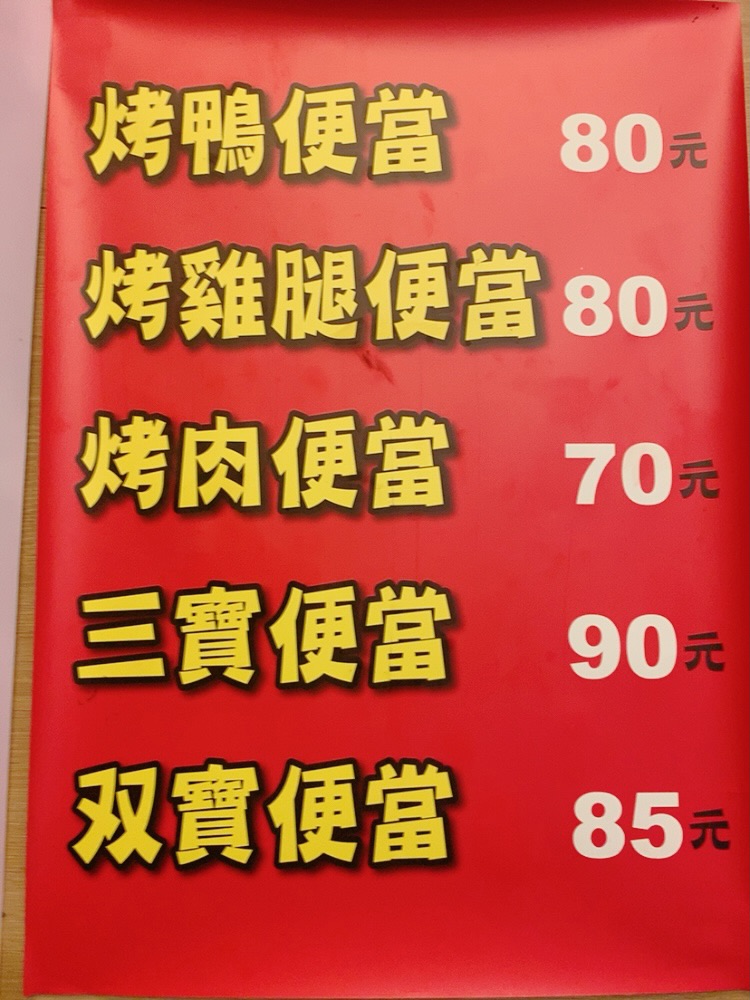 烤鴨便當 80元
烤雞腿便當 80元
烤肉便當 70元
三寶便當 90元
双寶便當 85元